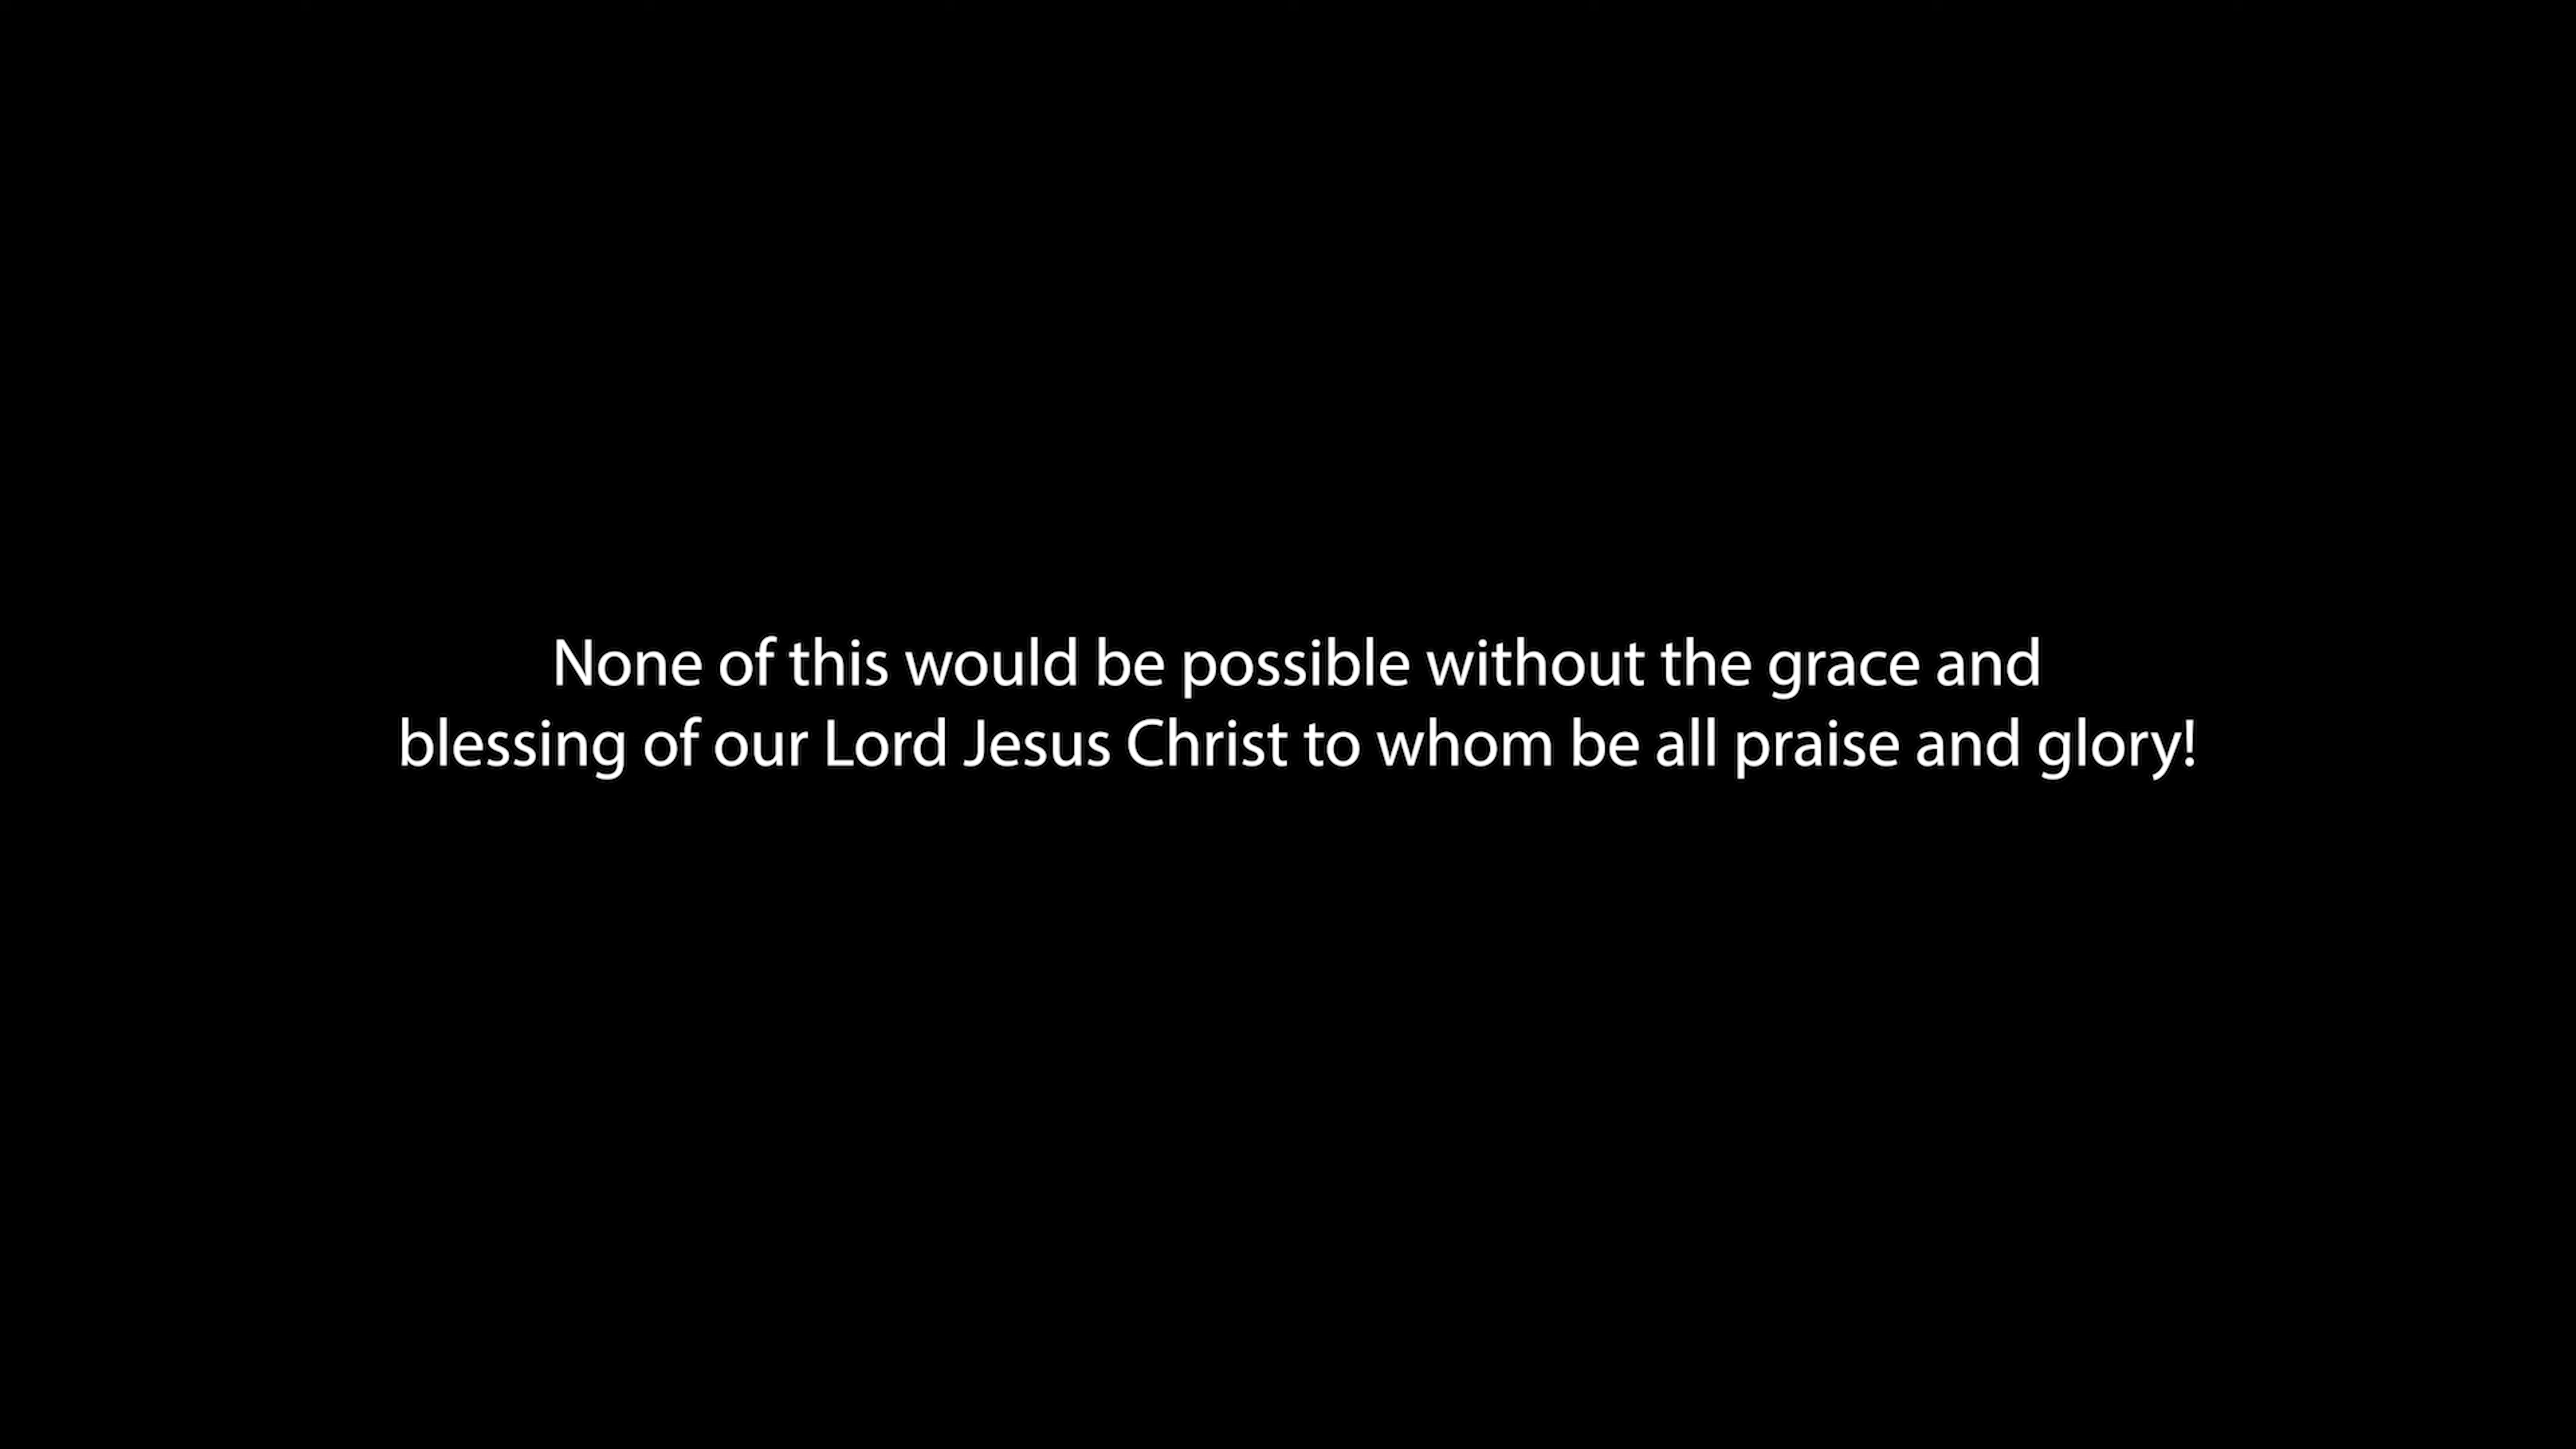 None of this would be possible without the grace and
blessing of our Lord Jesus Christ to whom be all praise and glory!